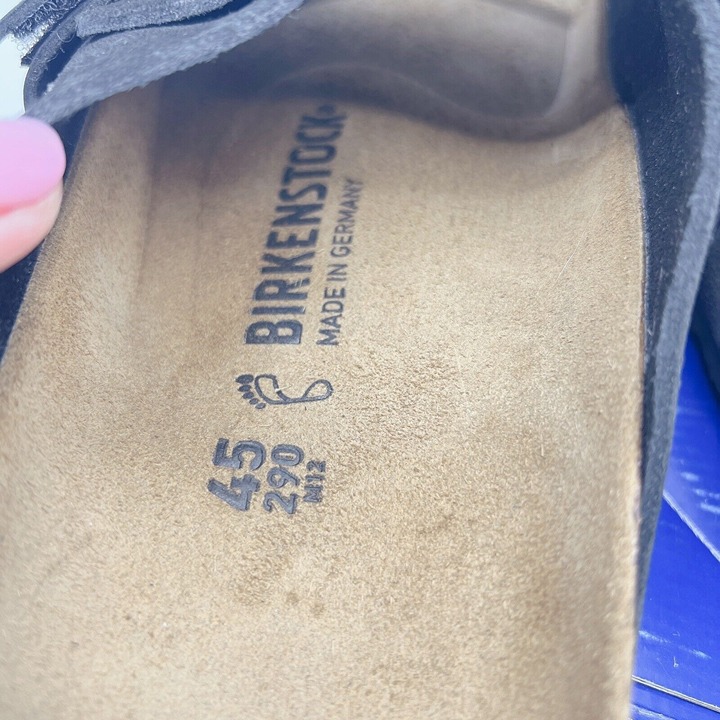 BIRKENSTOCK®
MADE IN GERMANY
45
290
M12